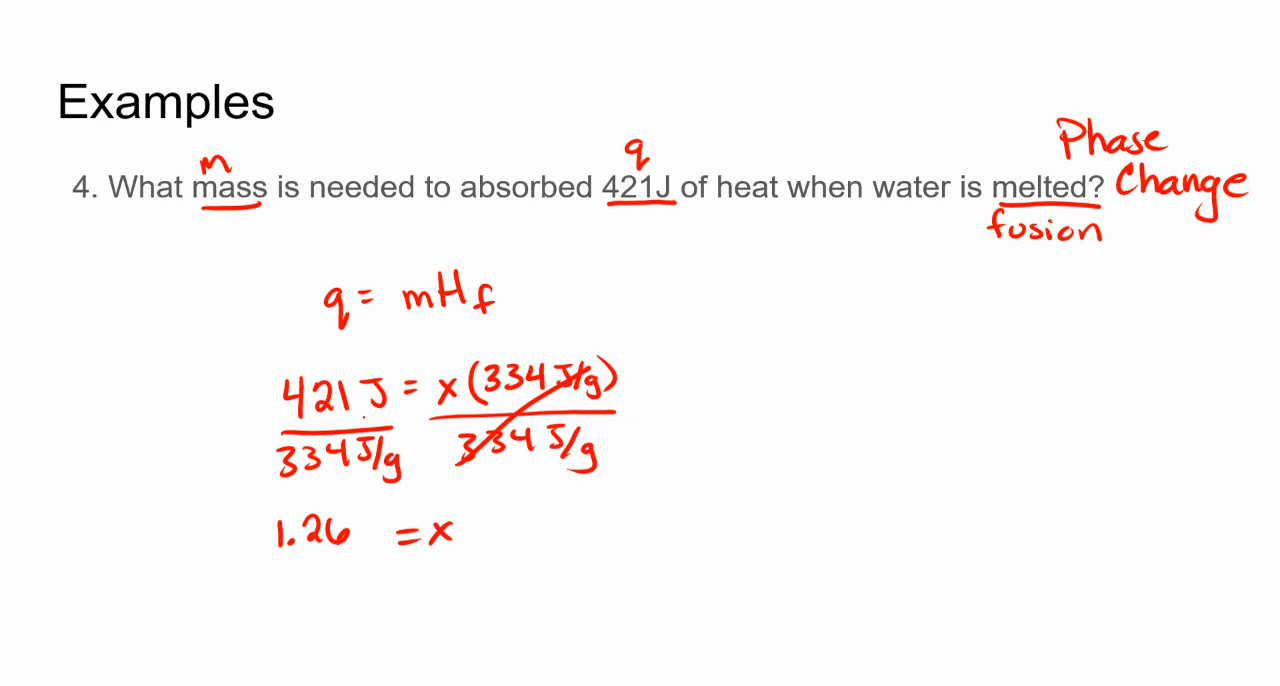 Examples
m
q
Phase
4. What mass is needed to absorbed 421J of heat when water is melted? Change
fusion
q = mHf
421 J = x (334 J/g)
334 J/g 334 J/g
1.26 = x